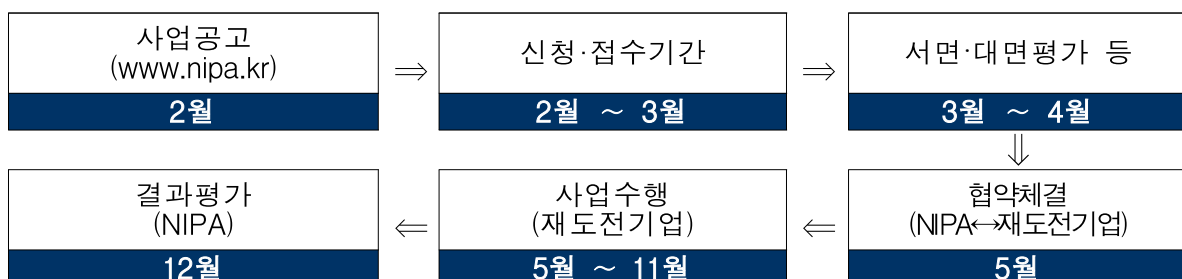 사업공고
(www.nipa.kr)
2월
⇒
신청·접수기간
2월 ~ 3월
⇒
서면·대면평가 등
3월 ~ 4월
⇓
협약체결
(NIPA↔재도전기업)
5월
⇐
사업수행
(재도전기업)
5월 ~ 11월
⇐
결과평가
(NIPA)
12월